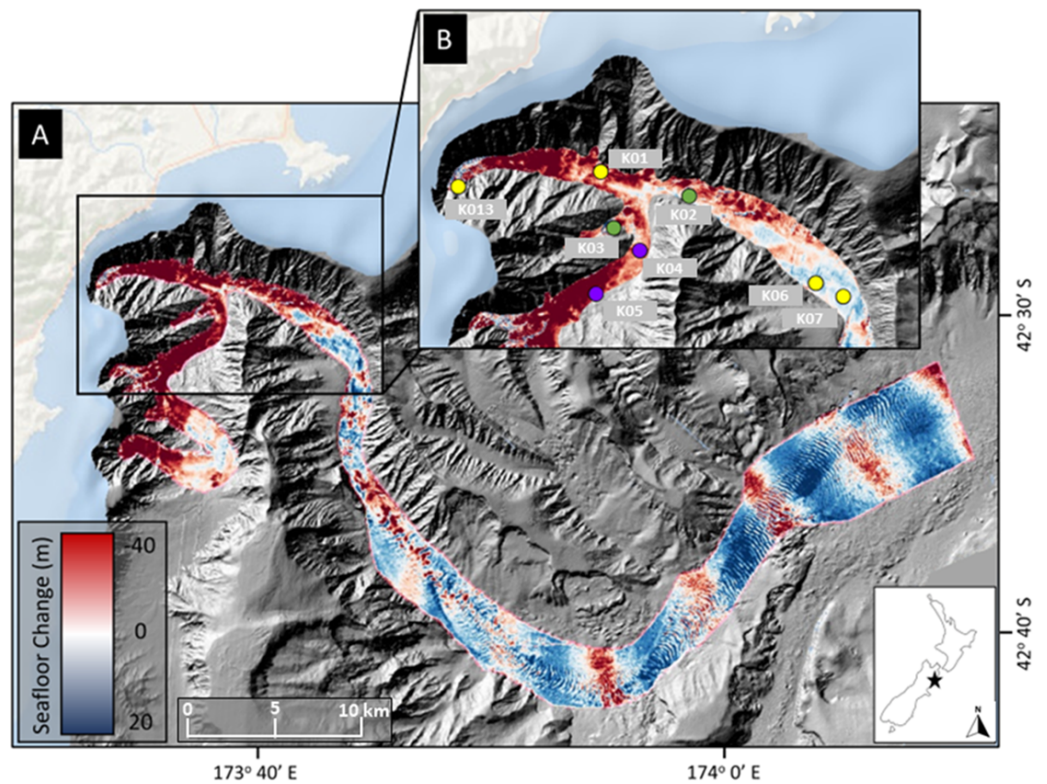 B
A
K01
K013
K02
K03
K04
K06
K05
K07
42° 30′ S
Seafloor Change (m)
-40
0
20
0 5 10 km
42° 40′ S
N
173° 40′ E
174° 0′ E